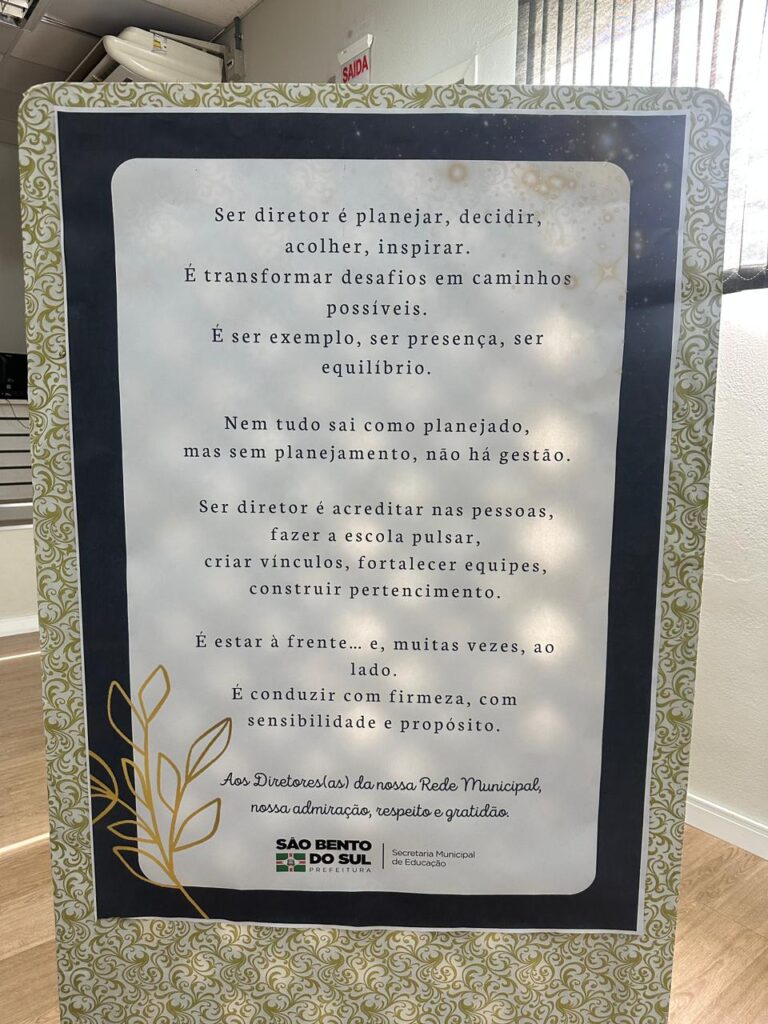 SAÍDA
Ser diretor é planejar, decidir,
acolher, inspirar.
É transformar desafios em caminhos
possíveis.
É ser exemplo, ser presença, ser
equilíbrio.
Nem tudo sai como planejado,
mas sem planejamento, não há gestão.
Ser diretor é acreditar nas pessoas,
fazer a escola pulsar,
criar vínculos, fortalecer equipes,
construir pertencimento.
É estar à frente... e, muitas vezes, ao
lado.
É conduzir com firmeza, com
sensibilidade e propósito.
Aos Diretores(as) da nossa Rede Municipal,
nossa admiração, respeito e gratidão.
SÃO BENTO
DO SUL
PREFEITURA
Secretaria Municipal
de Educação